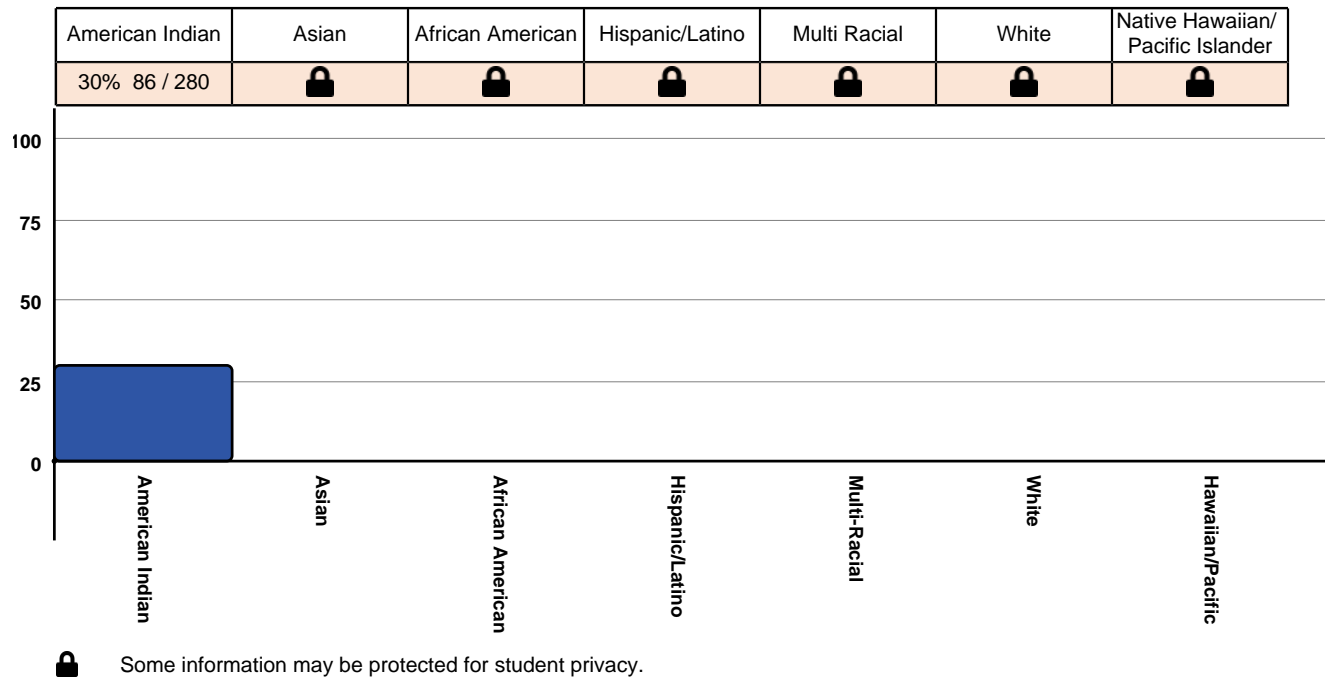 American Indian Asian African American Hispanic/Latino Multi Racial White Native Hawaiian/
Pacific Islander
30% 86 / 280
100
75
50
25
0
American Indian
Asian
African American
Hispanic/Latino
Multi-Racial
White
Hawaiian/Pacific
Some information may be protected for student privacy.